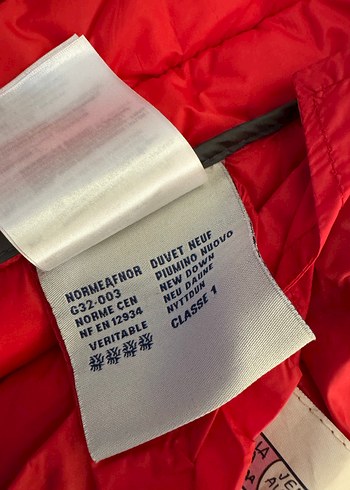 NORMEAFNOR
G32-003
NORME CEN
NF EN 12934
VERITABLE
DUVET NEUF
PIUMINO NUOVO
NEW DOWN
NEU DAUNE
NYTTDUN
CLASSE 1